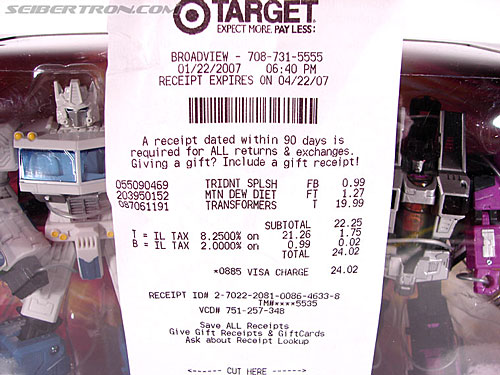 SEIBERTRON.COM
TARGET
EXPECT MORE. PAY LESS.
BROADVIEW - 708-731-5555
01/22/2007 06:40 PM
RECEIPT EXPIRES ON 04/22/07
A receipt dated within 90 days is
required for ALL returns & exchanges.
Giving a gift? Include a gift receipt!
055090469 TRIDNT SPLSH FB 0.99
203950152 MTN DEW DIET FT 1.27
087061191 TRANSFORMERS T 19.99
SUBTOTAL 22.25
T = IL TAX 8.2500% on 21.26 1.75
B = IL TAX 2.0000% on 0.99 0.02
TOTAL 24.02
*0885 VISA CHARGE 24.02
RECEIPT ID# 2-7022-2081-0086-4633-8
TM#****5535
VCD# 751-257-348
Save ALL Receipts
Give Gift Receipts & GiftCards
Ask about Receipt Lookup
<------ CUT HERE ------>